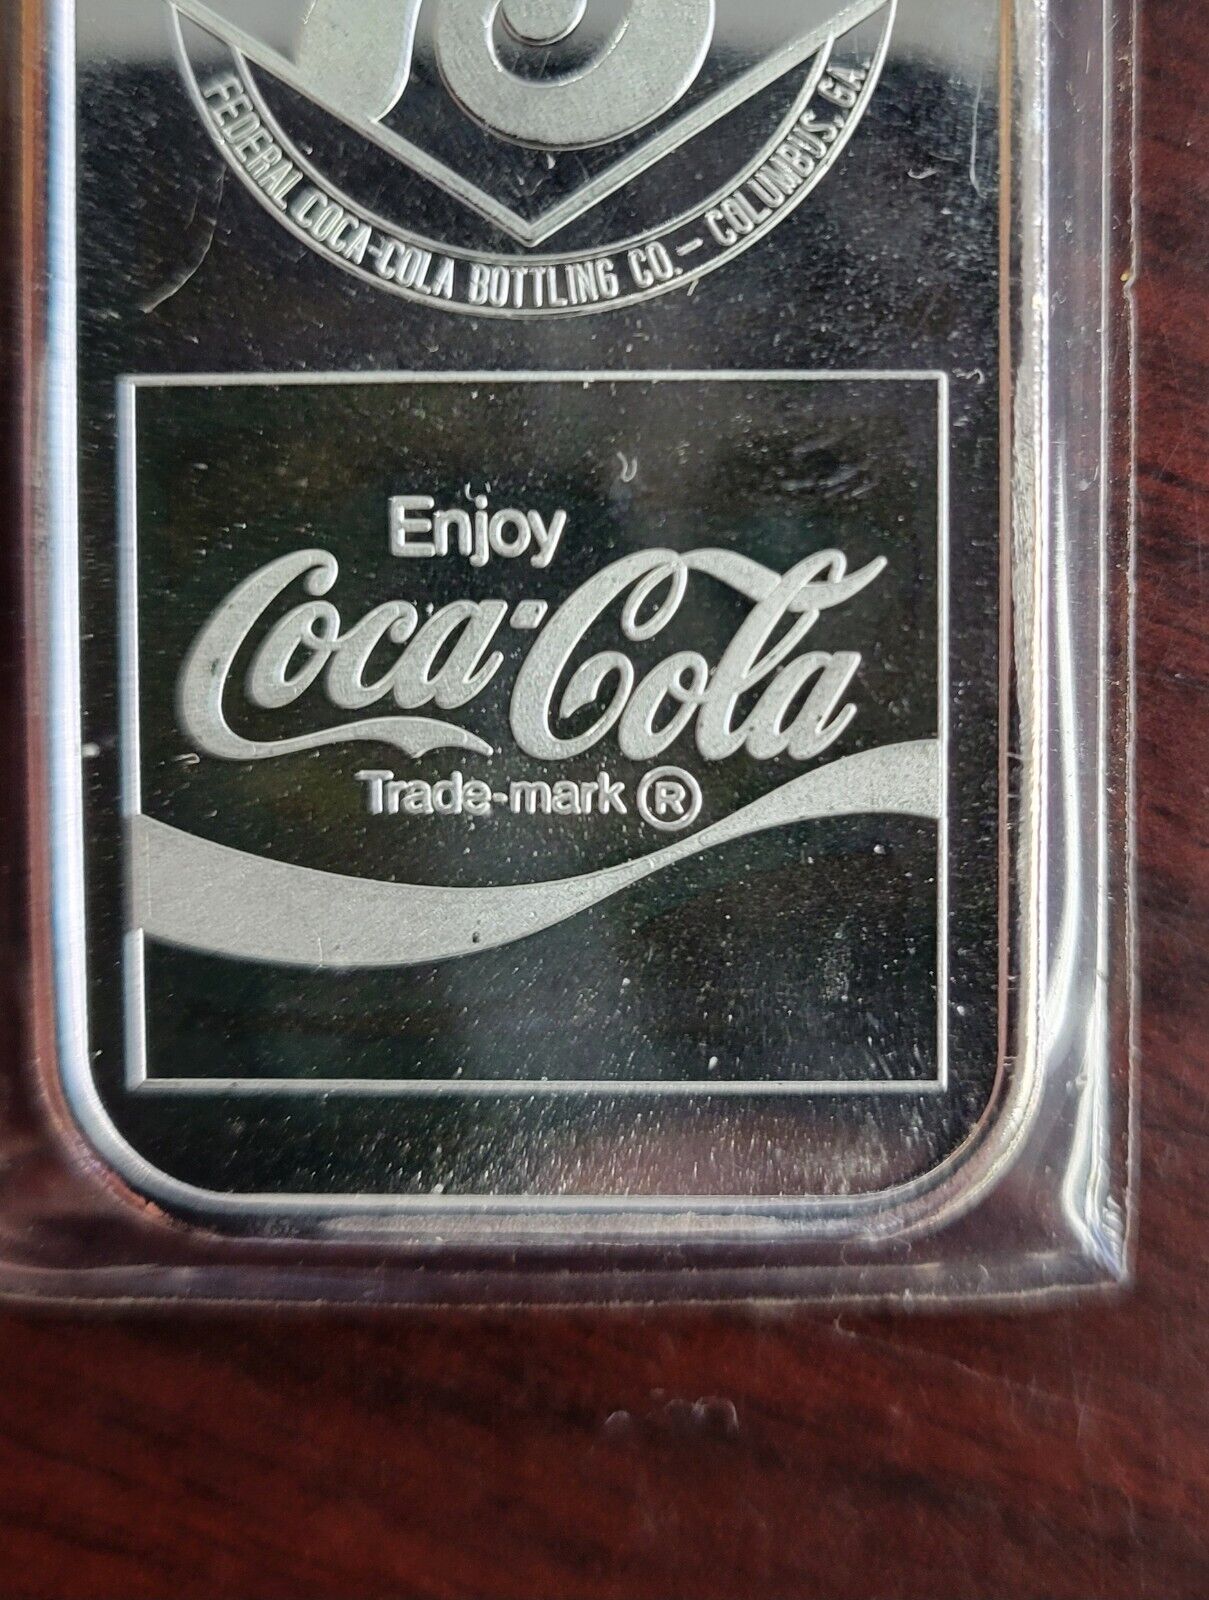 FEDERAL COCA-COLA BOTTLING CO. - COLUMBUS, GA.
Enjoy
Coca-Cola
Trade-mark ®